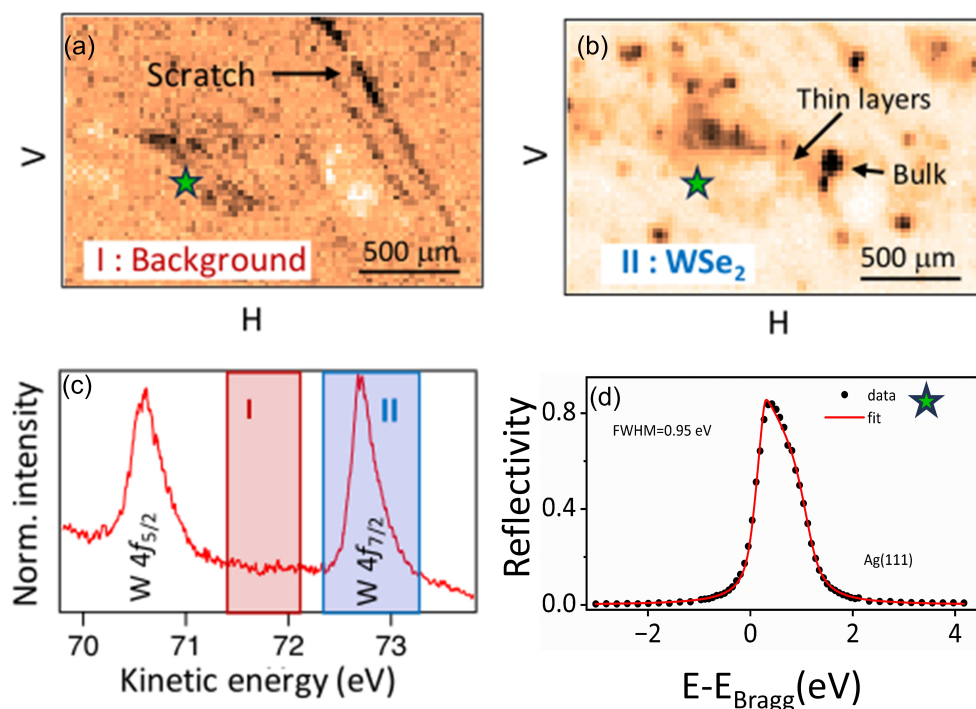 (a)
Scratch
I : Background
500 μm
V
H
(b)
Thin layers
Bulk
II : WSe₂
500 μm
V
H
(c)
I
II
W 4f₅/₂
W 4f₇/₂
Norm. intensity
70 71 72 73
Kinetic energy (eV)
(d)
data
fit
FWHM=0.95 eV
Ag(111)
Reflectivity
0.8
0.4
0.0
−2 0 2 4
E-E_Bragg(eV)